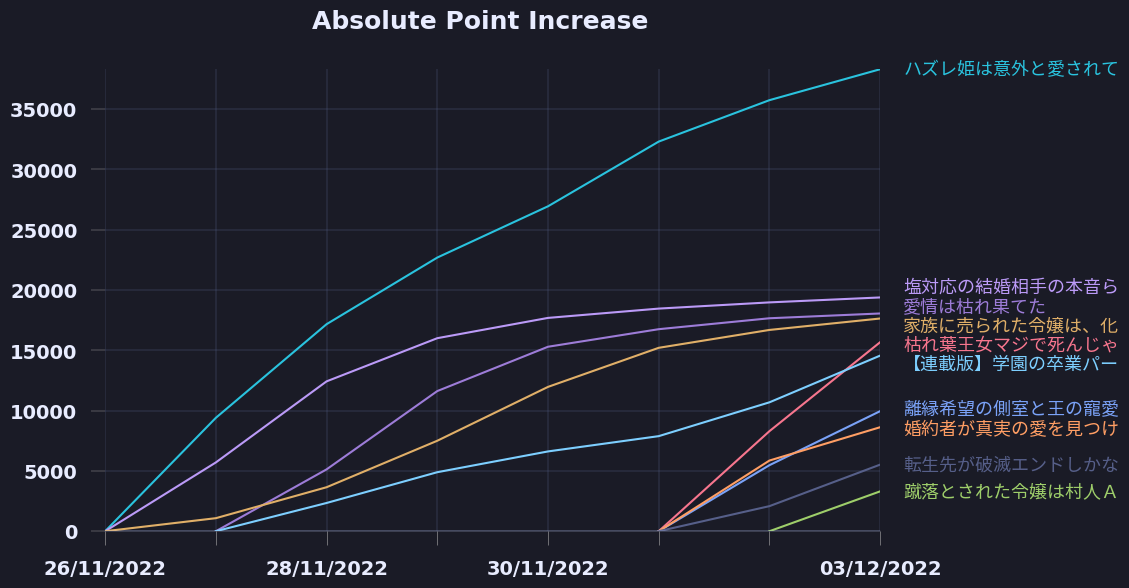 Absolute Point Increase
ハズレ姫は意外と愛されて
35000
30000
25000
20000
15000
10000
5000
0
塩対応の結婚相手の本音ら
愛情は枯れ果てた
家族に売られた令嬢は、化
枯れ葉王女マジで死んじゃ
【連載版】学園の卒業パー
離縁希望の側室と王の寵愛
婚約者が真実の愛を見つけ
転生先が破滅エンドしかな
蹴落とされた令嬢は村人Ａ
26/11/2022
28/11/2022
30/11/2022
03/12/2022